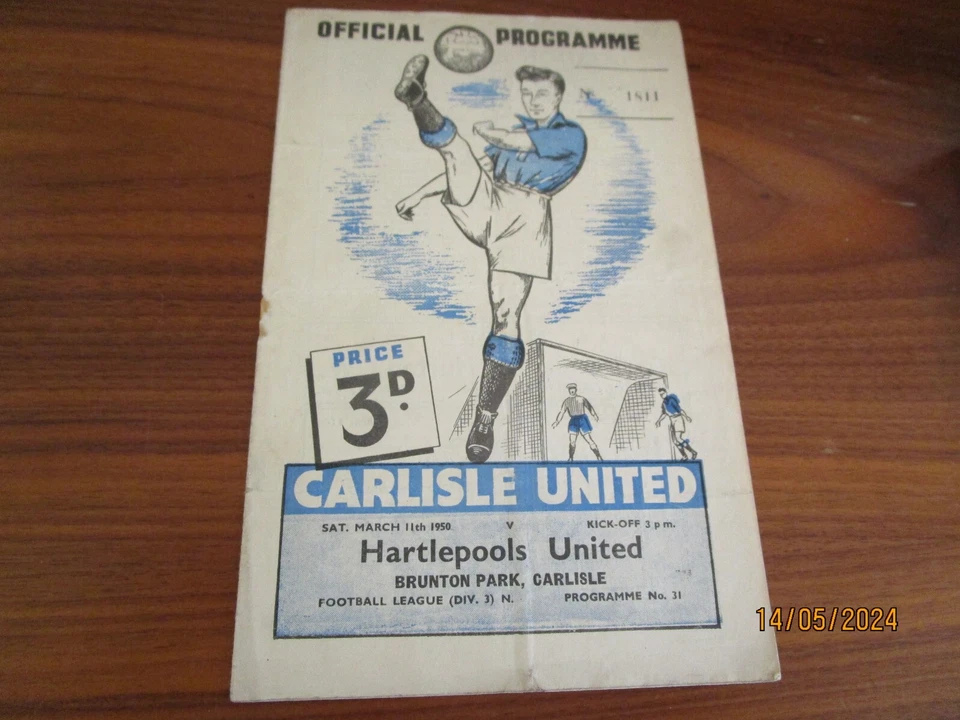 OFFICIAL PROGRAMME
No 1811
PRICE
3D.
CARLISLE UNITED
SAT. MARCH 11th 1950 V KICK-OFF 3 p m.
Hartlepools United
BRUNTON PARK, CARLISLE
FOOTBALL LEAGUE (DIV. 3) N. PROGRAMME No. 31
14/05/2024